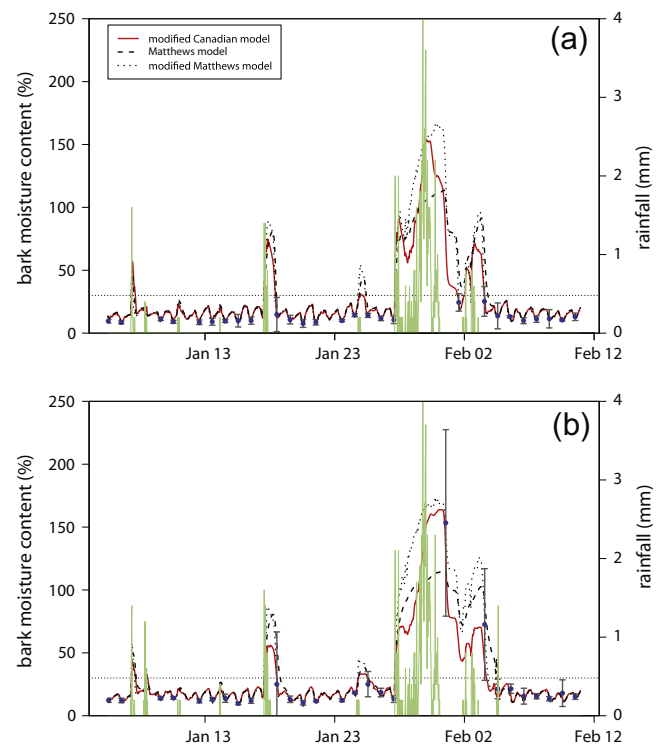 (a)
modified Canadian model
Matthews model
modified Matthews model
bark moisture content (%)
250
200
150
100
50
0
rainfall (mm)
4
3
2
1
0
Jan 13
Jan 23
Feb 02
Feb 12
(b)
bark moisture content (%)
250
200
150
100
50
0
rainfall (mm)
4
3
2
1
0
Jan 13
Jan 23
Feb 02
Feb 12